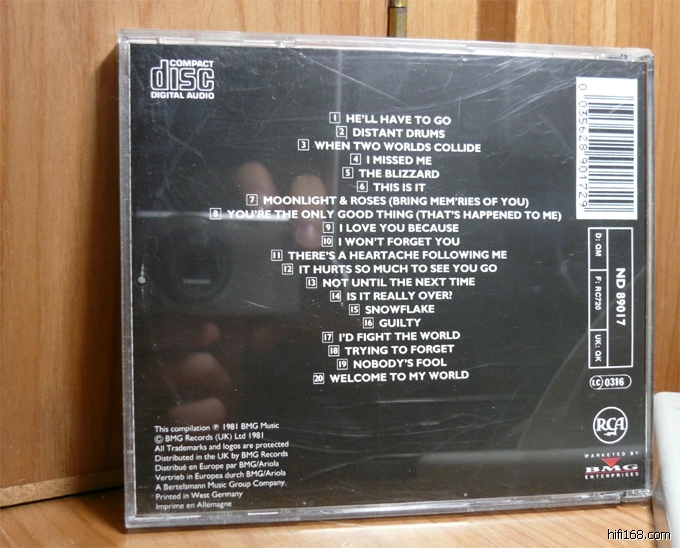 COMPACT
disc
DIGITAL AUDIO
1 HE'LL HAVE TO GO
2 DISTANT DRUMS
3 WHEN TWO WORLDS COLLIDE
4 I MISSED ME
5 THE BLIZZARD
6 THIS IS IT
7 MOONLIGHT & ROSES (BRING MEM'RIES OF YOU)
8 YOU'RE THE ONLY GOOD THING (THAT'S HAPPENED TO ME)
9 I LOVE YOU BECAUSE
10 I WON'T FORGET YOU
11 THERE'S A HEARTACHE FOLLOWING ME
12 IT HURTS SO MUCH TO SEE YOU GO
13 NOT UNTIL THE NEXT TIME
14 IS IT REALLY OVER?
15 SNOWFLAKE
16 GUILTY
17 I'D FIGHT THE WORLD
18 TRYING TO FORGET
19 NOBODY'S FOOL
20 WELCOME TO MY WORLD
0 35628 90172 9
ND 89017
D: QM F: RC720 UK: OK
LC 0316
RCA
MARKETED BY
BMG
ENTERPRISES
This compilation ℗ 1981 BMG Music
© BMG Records (UK) Ltd 1981
All Trademarks and logos are protected
Distributed in the UK by BMG Records
Distribué en Europe par BMG/Ariola
Vertrieb in Europea durch BMG/Ariola
A Bertelsmann Music Group Company.
Printed in West Germany
Imprime en Allemagne
hifi168.com